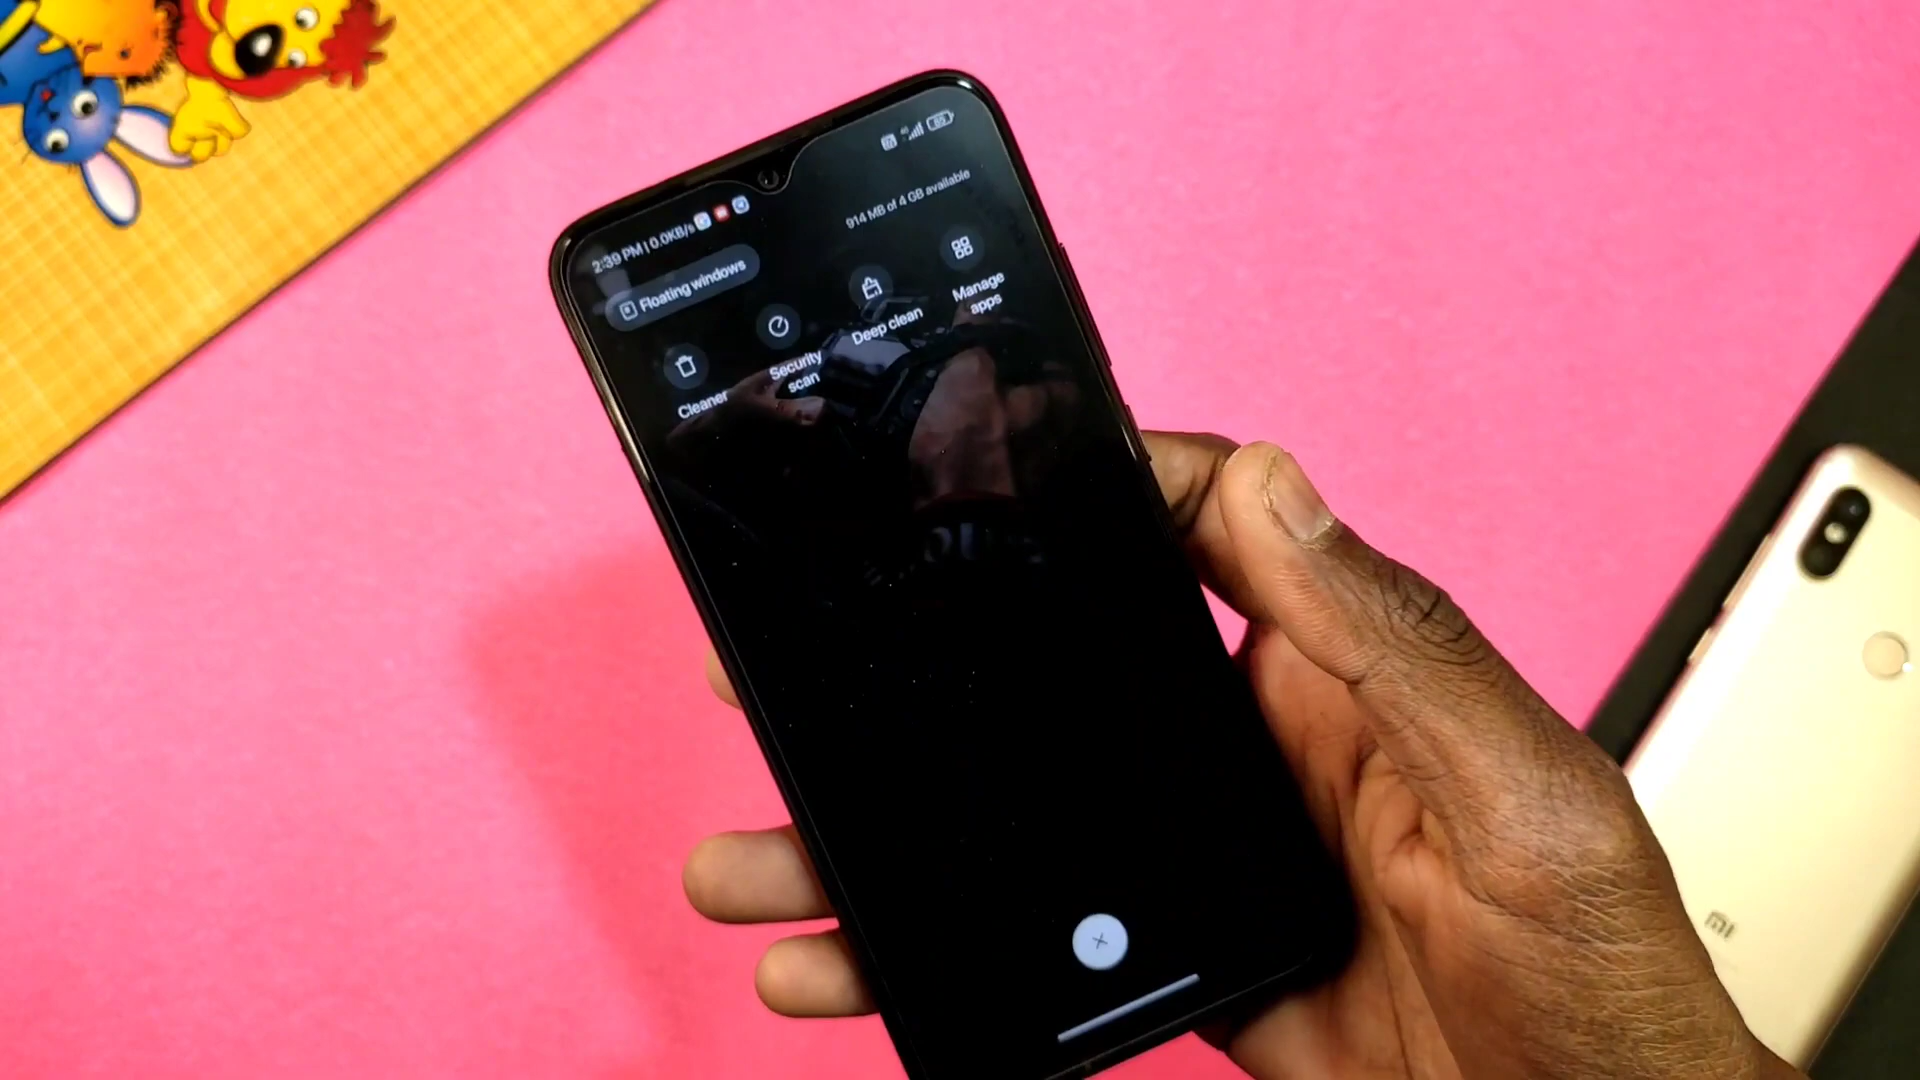 2:39 PM | 0.0KB/s
914 MB of 4 GB available
Floating windows
Cleaner
Security
scan
Deep clean
Manage
apps
MI